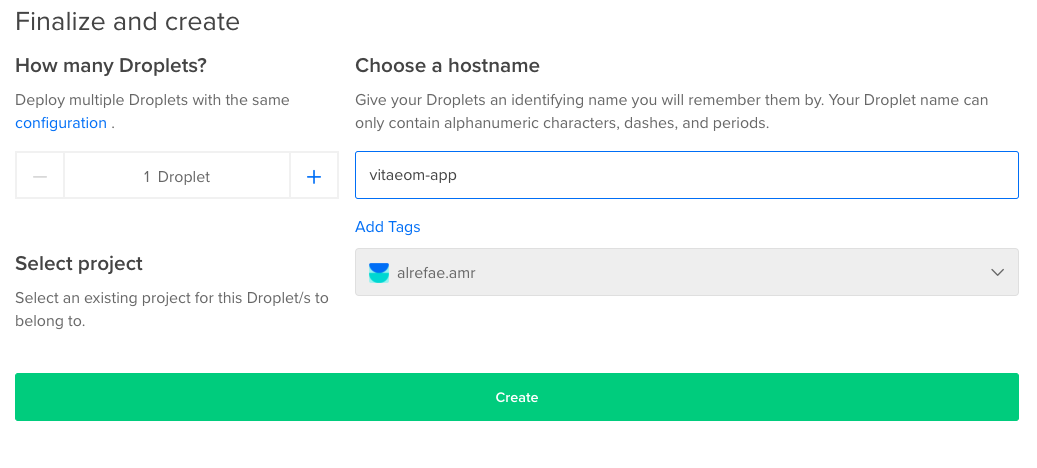 Finalize and create
How many Droplets?
Deploy multiple Droplets with the same
configuration .
1 Droplet
Choose a hostname
Give your Droplets an identifying name you will remember them by. Your Droplet name can
only contain alphanumeric characters, dashes, and periods.
vitaeom-app
Add Tags
Select project
Select an existing project for this Droplet/s to
belong to.
alrefae.amr
Create